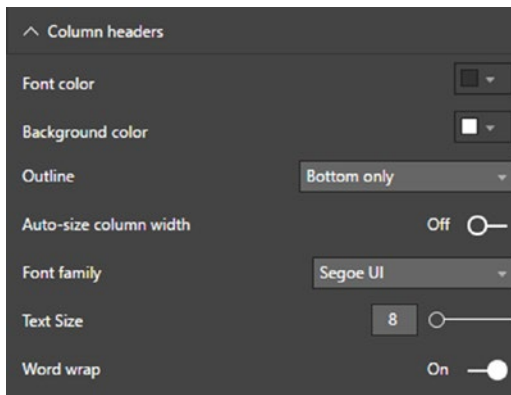 Column headers
Font color
Background color
Outline Bottom only
Auto-size column width Off
Font family Segoe UI
Text Size 8
Word wrap On